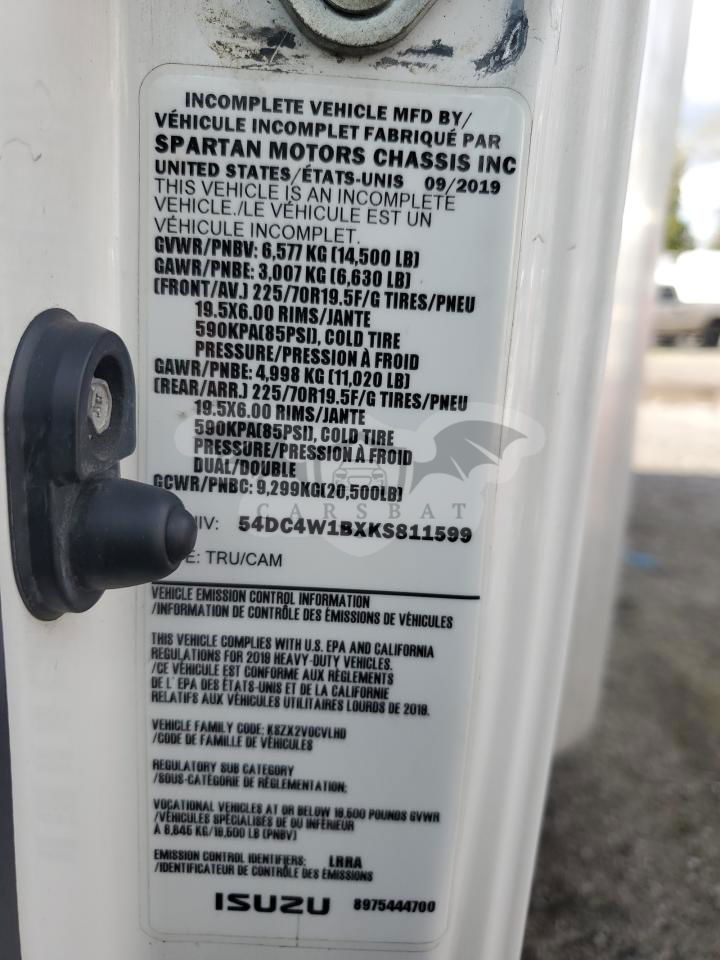 INCOMPLETE VEHICLE MFD BY/
VÉHICULE INCOMPLET FABRIQUÉ PAR
SPARTAN MOTORS CHASSIS INC
UNITED STATES/ÉTATS-UNIS 09/2019
THIS VEHICLE IS AN INCOMPLETE
VEHICLE./LE VÉHICULE EST UN
VÉHICULE INCOMPLET.
GVWR/PNBV: 6,577 KG (14,500 LB)
GAWR/PNBE: 3,007 KG (6,630 LB)
(FRONT/AV.) 225/70R19.5F/G TIRES/PNEU
19.5X6.00 RIMS/JANTE
590KPA(85PSI), COLD TIRE
PRESSURE/PRESSION À FROID
GAWR/PNBE: 4,998 KG (11,020 LB)
(REAR/ARR.) 225/70R19.5F/G TIRES/PNEU
19.5X6.00 RIMS/JANTE
590KPA(85PSI), COLD TIRE
PRESSURE/PRESSION À FROID
DUAL/DOUBLE
GCWR/PNBC: 9,299KG(20,500LB)
CARSBAT
NIV: 54DC4W1BXKS811599
E: TRU/CAM
VEHICLE EMISSION CONTROL INFORMATION
/INFORMATION DE CONTRÔLE DES ÉMISSIONS DE VÉHICULES
THIS VEHICLE COMPLIES WITH U.S. EPA AND CALIFORNIA
REGULATIONS FOR 2019 HEAVY-DUTY VEHICLES.
/CE VÉHICULE EST CONFORME AUX RÈGLEMENTS
DE L'EPA DES ÉTATS-UNIS ET DE LA CALIFORNIE
RELATIFS AUX VÉHICULES UTILITAIRES LOURDS DE 2019.
VEHICLE FAMILY CODE: KSZX2VOCVLHD
/CODE DE FAMILLE DE VÉHICULES
REGULATORY SUB CATEGORY
/SOUS-CATÉGORIE DE RÉGLEMENTATION:
VOCATIONAL VEHICLES AT OR BELOW 19,500 POUNDS GVWR
/VÉHICULES SPÉCIALISÉS DE OU INFÉRIEUR
À 8,845 KG/19,500 LB (PNBV)
EMISSION CONTROL IDENTIFIERS: LRRA
/IDENTIFICATEUR DE CONTRÔLE DES ÉMISSIONS
ISUZU 8975444700